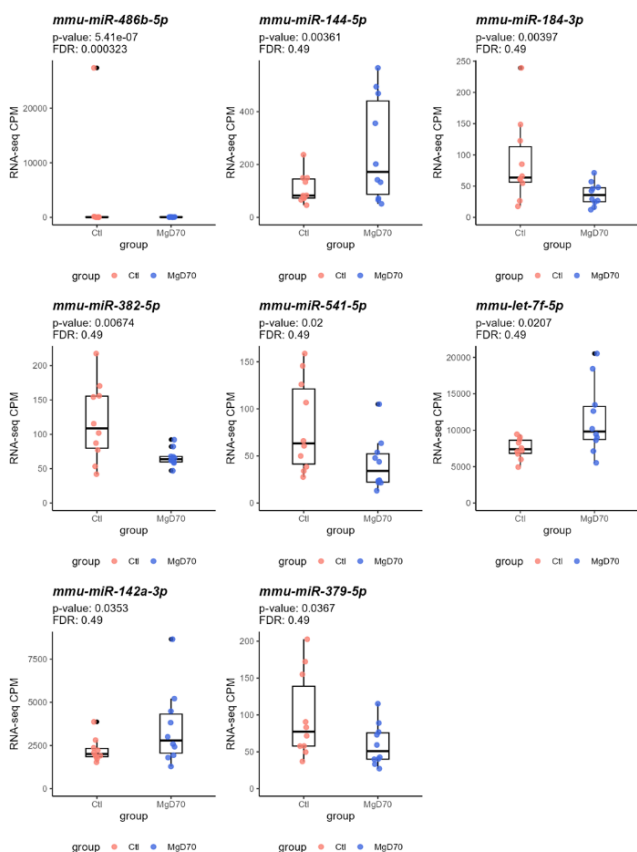 mmu-miR-486b-5p
p-value: 5.41e-07
FDR: 0.000323
RNA-seq CPM
20000
10000
0
Ctl
MgD70
group
group Ctl MgD70
mmu-miR-144-5p
p-value: 0.00361
FDR: 0.49
RNA-seq CPM
400
200
0
Ctl
MgD70
group
group Ctl MgD70
mmu-miR-184-3p
p-value: 0.00397
FDR: 0.49
RNA-seq CPM
250
200
150
100
50
0
Ctl
MgD70
group
group Ctl MgD70
mmu-miR-382-5p
p-value: 0.00674
FDR: 0.49
RNA-seq CPM
200
150
100
50
0
Ctl
MgD70
group
group Ctl MgD70
mmu-miR-541-5p
p-value: 0.02
FDR: 0.49
RNA-seq CPM
150
100
50
0
Ctl
MgD70
group
group Ctl MgD70
mmu-let-7f-5p
p-value: 0.0207
FDR: 0.49
RNA-seq CPM
20000
15000
10000
5000
0
Ctl
MgD70
group
group Ctl MgD70
mmu-miR-142a-3p
p-value: 0.0353
FDR: 0.49
RNA-seq CPM
7500
5000
2500
0
Ctl
MgD70
group
group Ctl MgD70
mmu-miR-379-5p
p-value: 0.0367
FDR: 0.49
RNA-seq CPM
200
150
100
50
0
Ctl
MgD70
group
group Ctl MgD70